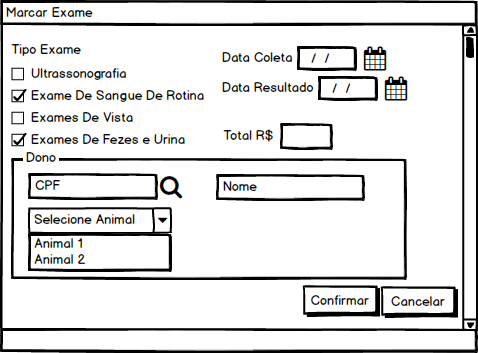 Marcar Exame
Tipo Exame
Ultrassonografia
Exame De Sangue De Rotina
Exames De Vista
Exames De Fezes e Urina
Data Coleta / /
Data Resultado / /
Total R$
Dono
CPF
Nome
Selecione Animal
Animal 1
Animal 2
Confirmar
Cancelar